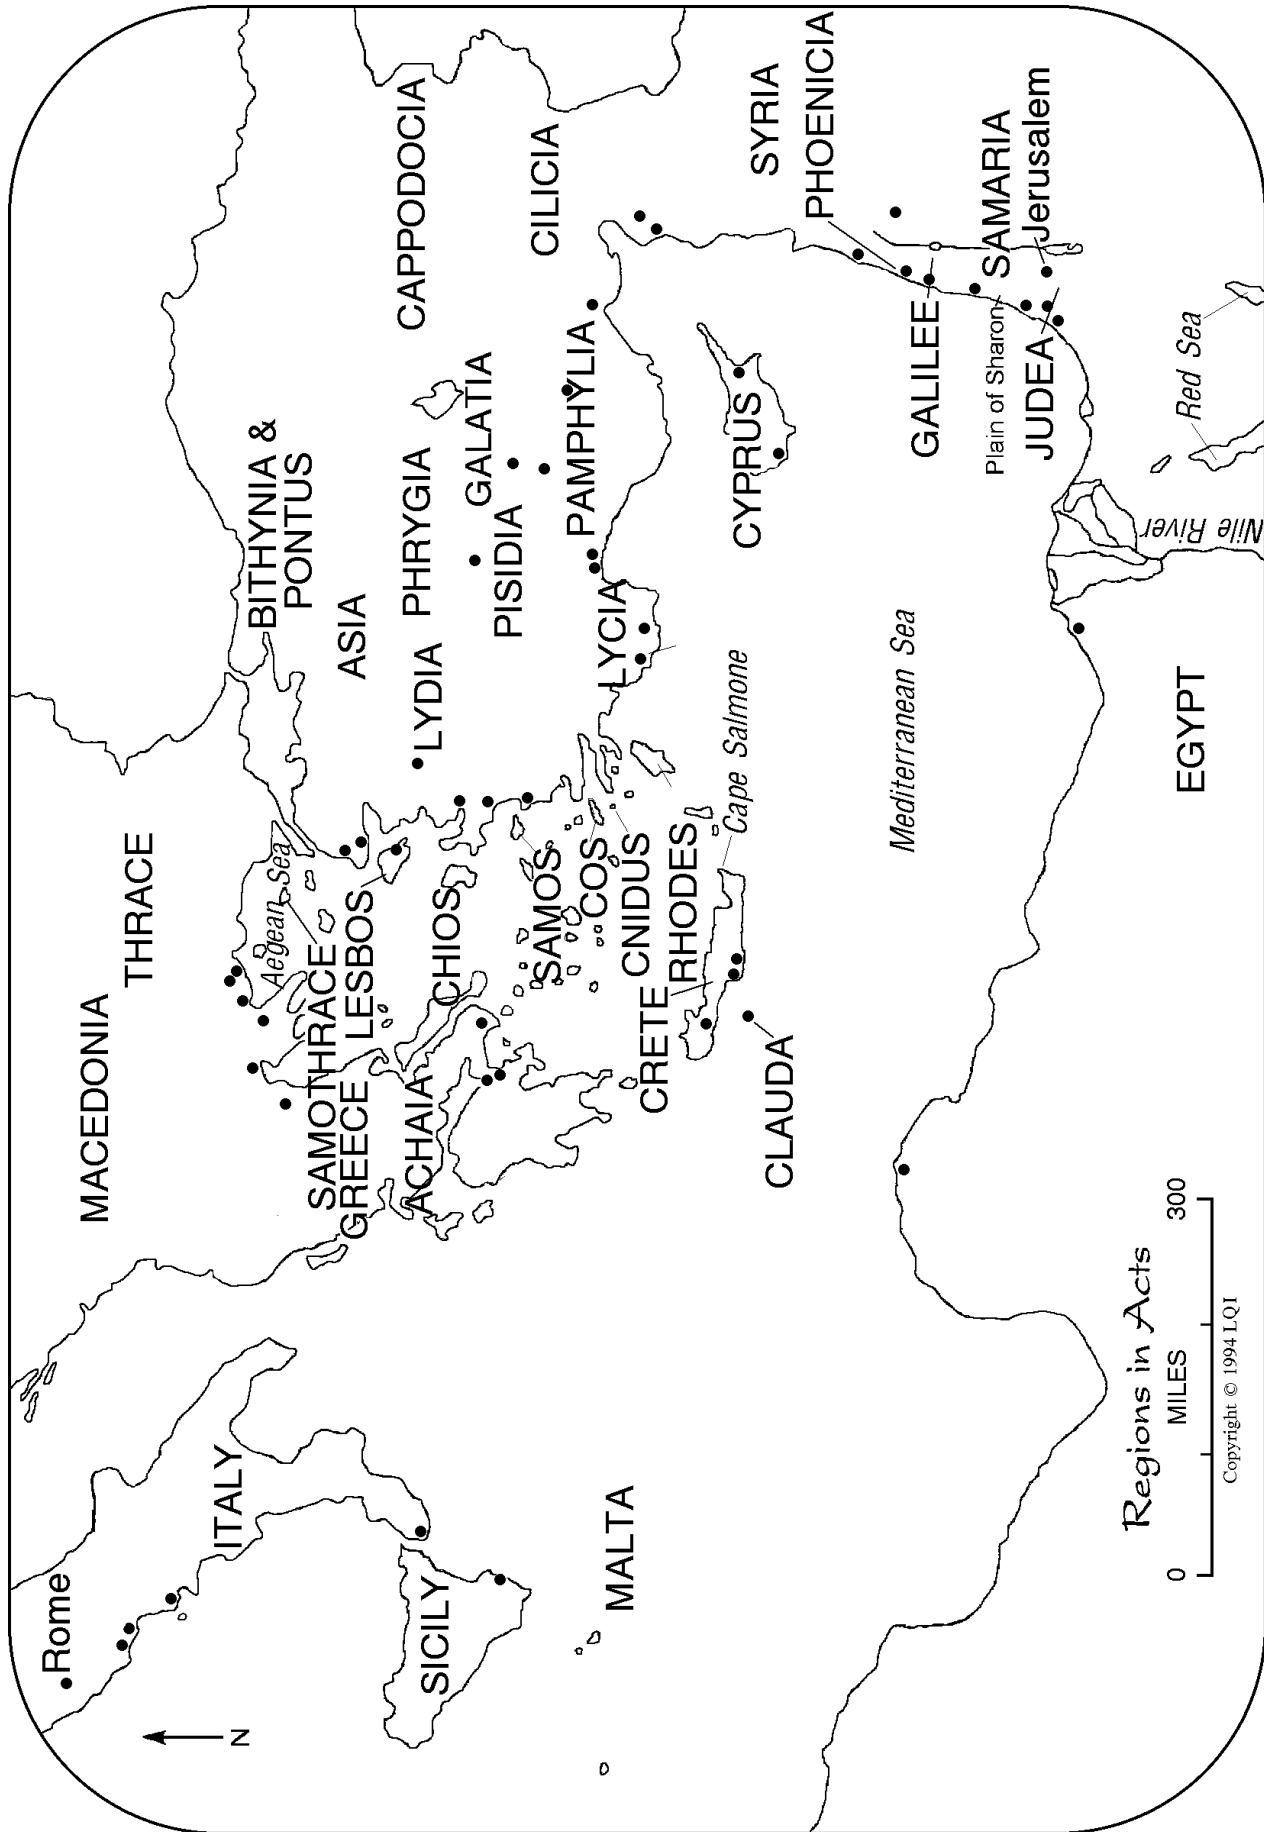 MACEDONIA
THRACE
BITHYNIA &
PONTUS
ASIA
CAPPODOCIA
PHRYGIA
LYDIA
GALATIA
PISIDIA
CILICIA
PAMPHYLIA
LYCIA
Rome
ITALY
SICILY
MALTA
Aegean Sea
SAMOTHRACE
GREECE
LESBOS
ACHAIA
CHIOS
SAMOS
COS
CNIDUS
RHODES
CRETE
Cape Salmone
CLAUDA
CYPRUS
SYRIA
PHOENICIA
Mediterranean Sea
GALILEE
SAMARIA
Plain of Sharon
Jerusalem
JUDEA
Nile River
Red Sea
EGYPT
N
Regions in Acts
0
MILES
300
Copyright © 1994 LQI